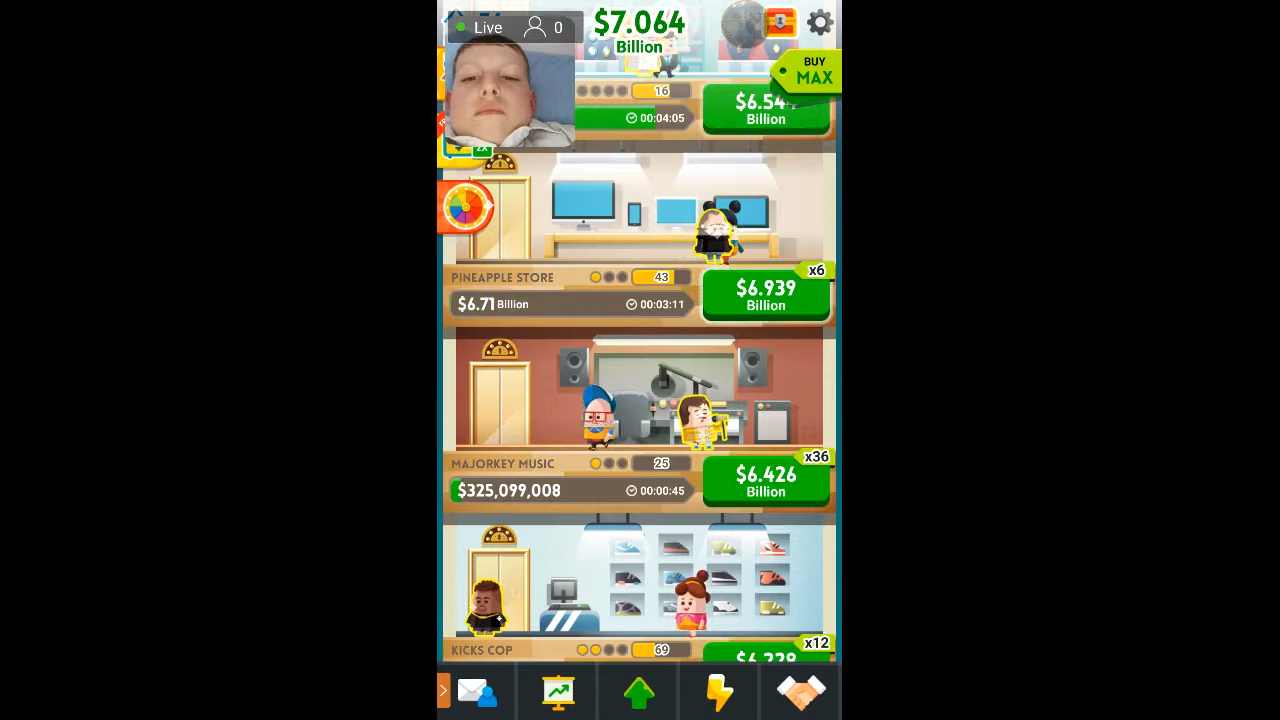 Live 0
$7.064
Billion
BUY
MAX
16
00:04:05
Billion
2X
PINEAPPLE STORE
43
x6
$6.71 Billion
00:03:11
$6.939
Billion
MAJORKEY MUSIC
25
x36
$325,099,008
00:00:45
$6.426
Billion
KICKS COP
69
x12
$6.228